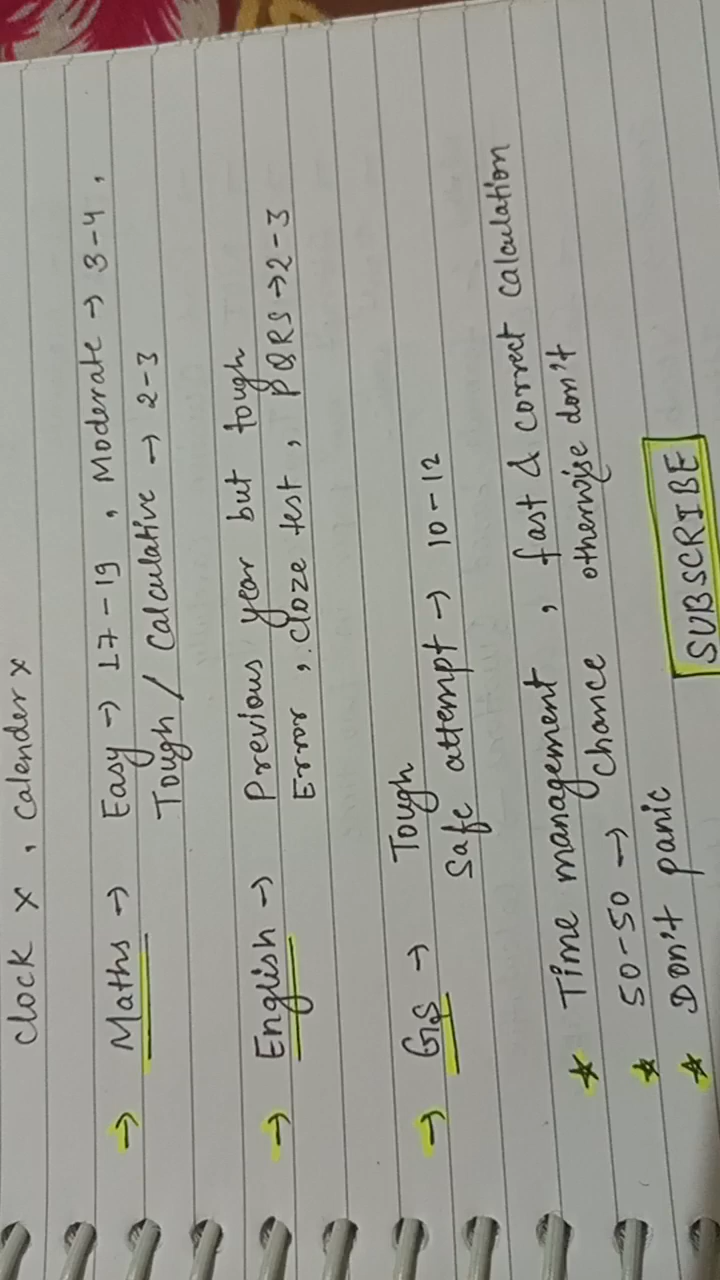 clock x , calender x
→ Maths → Easy → 17-19 , Moderate → 3-4 ,
Tough / Calculative → 2-3
→ English → Previous year but tough
Error , cloze test , PQRS → 2-3
→ GS → Tough
Safe attempt → 10-12
★ Time management , fast & correct calculation
★ 50-50 → chance otherwise don't
★ Don't panic
SUBSCRIBE